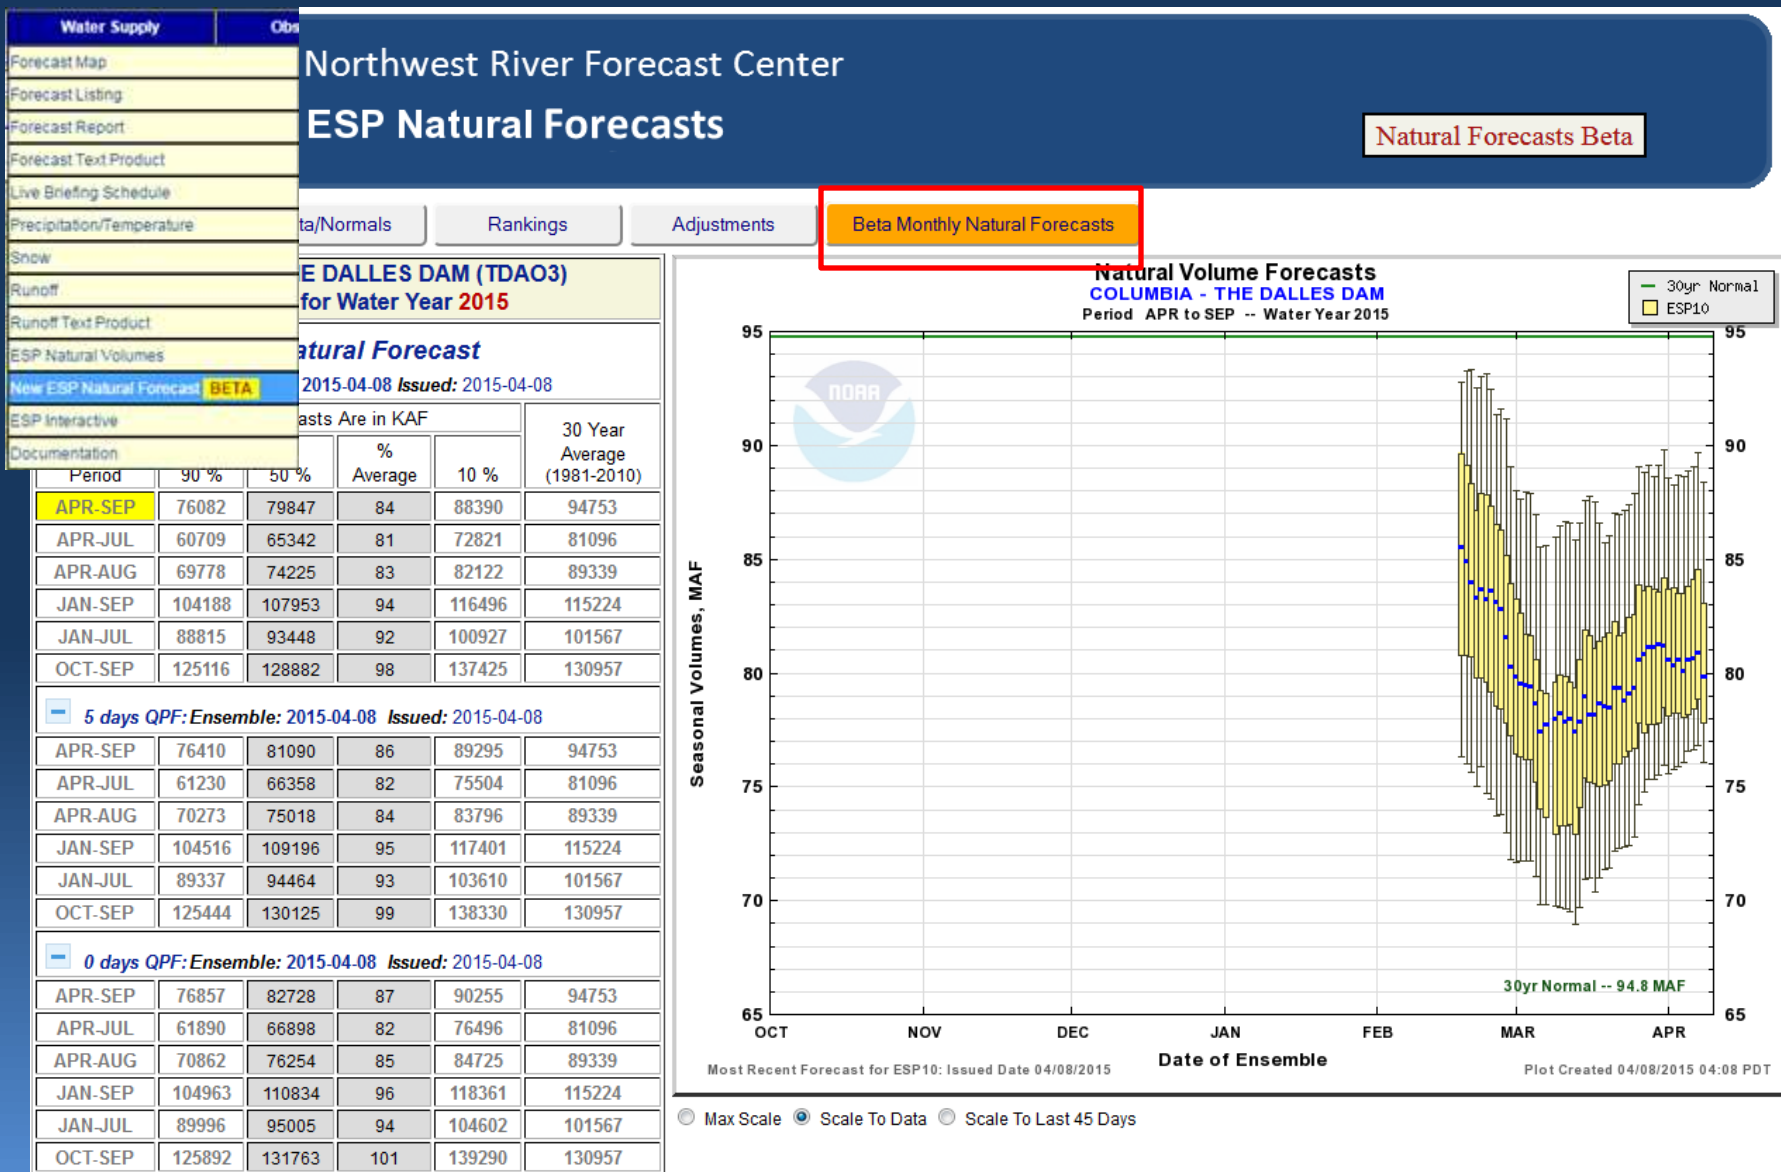 Water Supply Obs
Forecast Map
Forecast Listing
Forecast Report
Forecast Text Product
Live Briefing Schedule
Precipitation/Temperature
Snow
Runoff
Runoff Text Product
ESP Natural Volumes
New ESP Natural Forecast BETA
ESP Interactive
Documentation
Northwest River Forecast Center
ESP Natural Forecasts
Natural Forecasts Beta
ta/Normals Rankings Adjustments Beta Monthly Natural Forecasts
E DALLES DAM (TDAO3)
for Water Year 2015
atural Forecast
2015-04-08 Issued: 2015-04-08
asts Are in KAF 30 Year Average (1981-2010)
Period 90 % 50 % % Average 10 %
APR-SEP 76082 79847 84 88390 94753
APR-JUL 60709 65342 81 72821 81096
APR-AUG 69778 74225 83 82122 89339
JAN-SEP 104188 107953 94 116496 115224
JAN-JUL 88815 93448 92 100927 101567
OCT-SEP 125116 128882 98 137425 130957
5 days QPF: Ensemble: 2015-04-08 Issued: 2015-04-08
APR-SEP 76410 81090 86 89295 94753
APR-JUL 61230 66358 82 75504 81096
APR-AUG 70273 75018 84 83796 89339
JAN-SEP 104516 109196 95 117401 115224
JAN-JUL 89337 94464 93 103610 101567
OCT-SEP 125444 130125 99 138330 130957
0 days QPF: Ensemble: 2015-04-08 Issued: 2015-04-08
APR-SEP 76857 82728 87 90255 94753
APR-JUL 61890 66898 82 76496 81096
APR-AUG 70862 76254 85 84725 89339
JAN-SEP 104963 110834 96 118361 115224
JAN-JUL 89996 95005 94 104602 101567
OCT-SEP 125892 131763 101 139290 130957
Natural Volume Forecasts
COLUMBIA - THE DALLES DAM
Period APR to SEP -- Water Year 2015
30yr Normal
ESP10
NOAA
Seasonal Volumes, MAF
95 95
90 90
85 85
80 80
75 75
70 70
65 65
30yr Normal -- 94.8 MAF
OCT NOV DEC JAN FEB MAR APR
Date of Ensemble
Most Recent Forecast for ESP10: Issued Date 04/08/2015
Plot Created 04/08/2015 04:08 PDT
Max Scale Scale To Data Scale To Last 45 Days